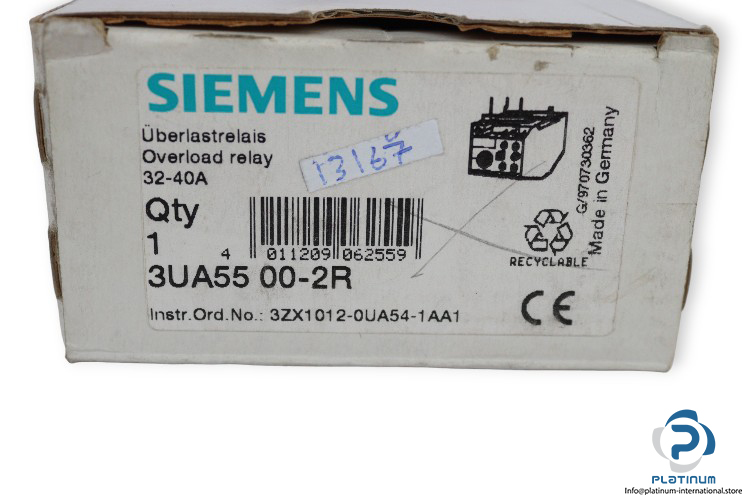 SIEMENS
Überlastrelais
Overload relay
32-40A
13167
Qty
1
4 011209 062559
3UA55 00-2R
Instr.Ord.No.: 3ZX1012-0UA54-1AA1
RECYCLABLE
G/970730362
Made in Germany
CE
PLATINUM
Info@platinum-international.store